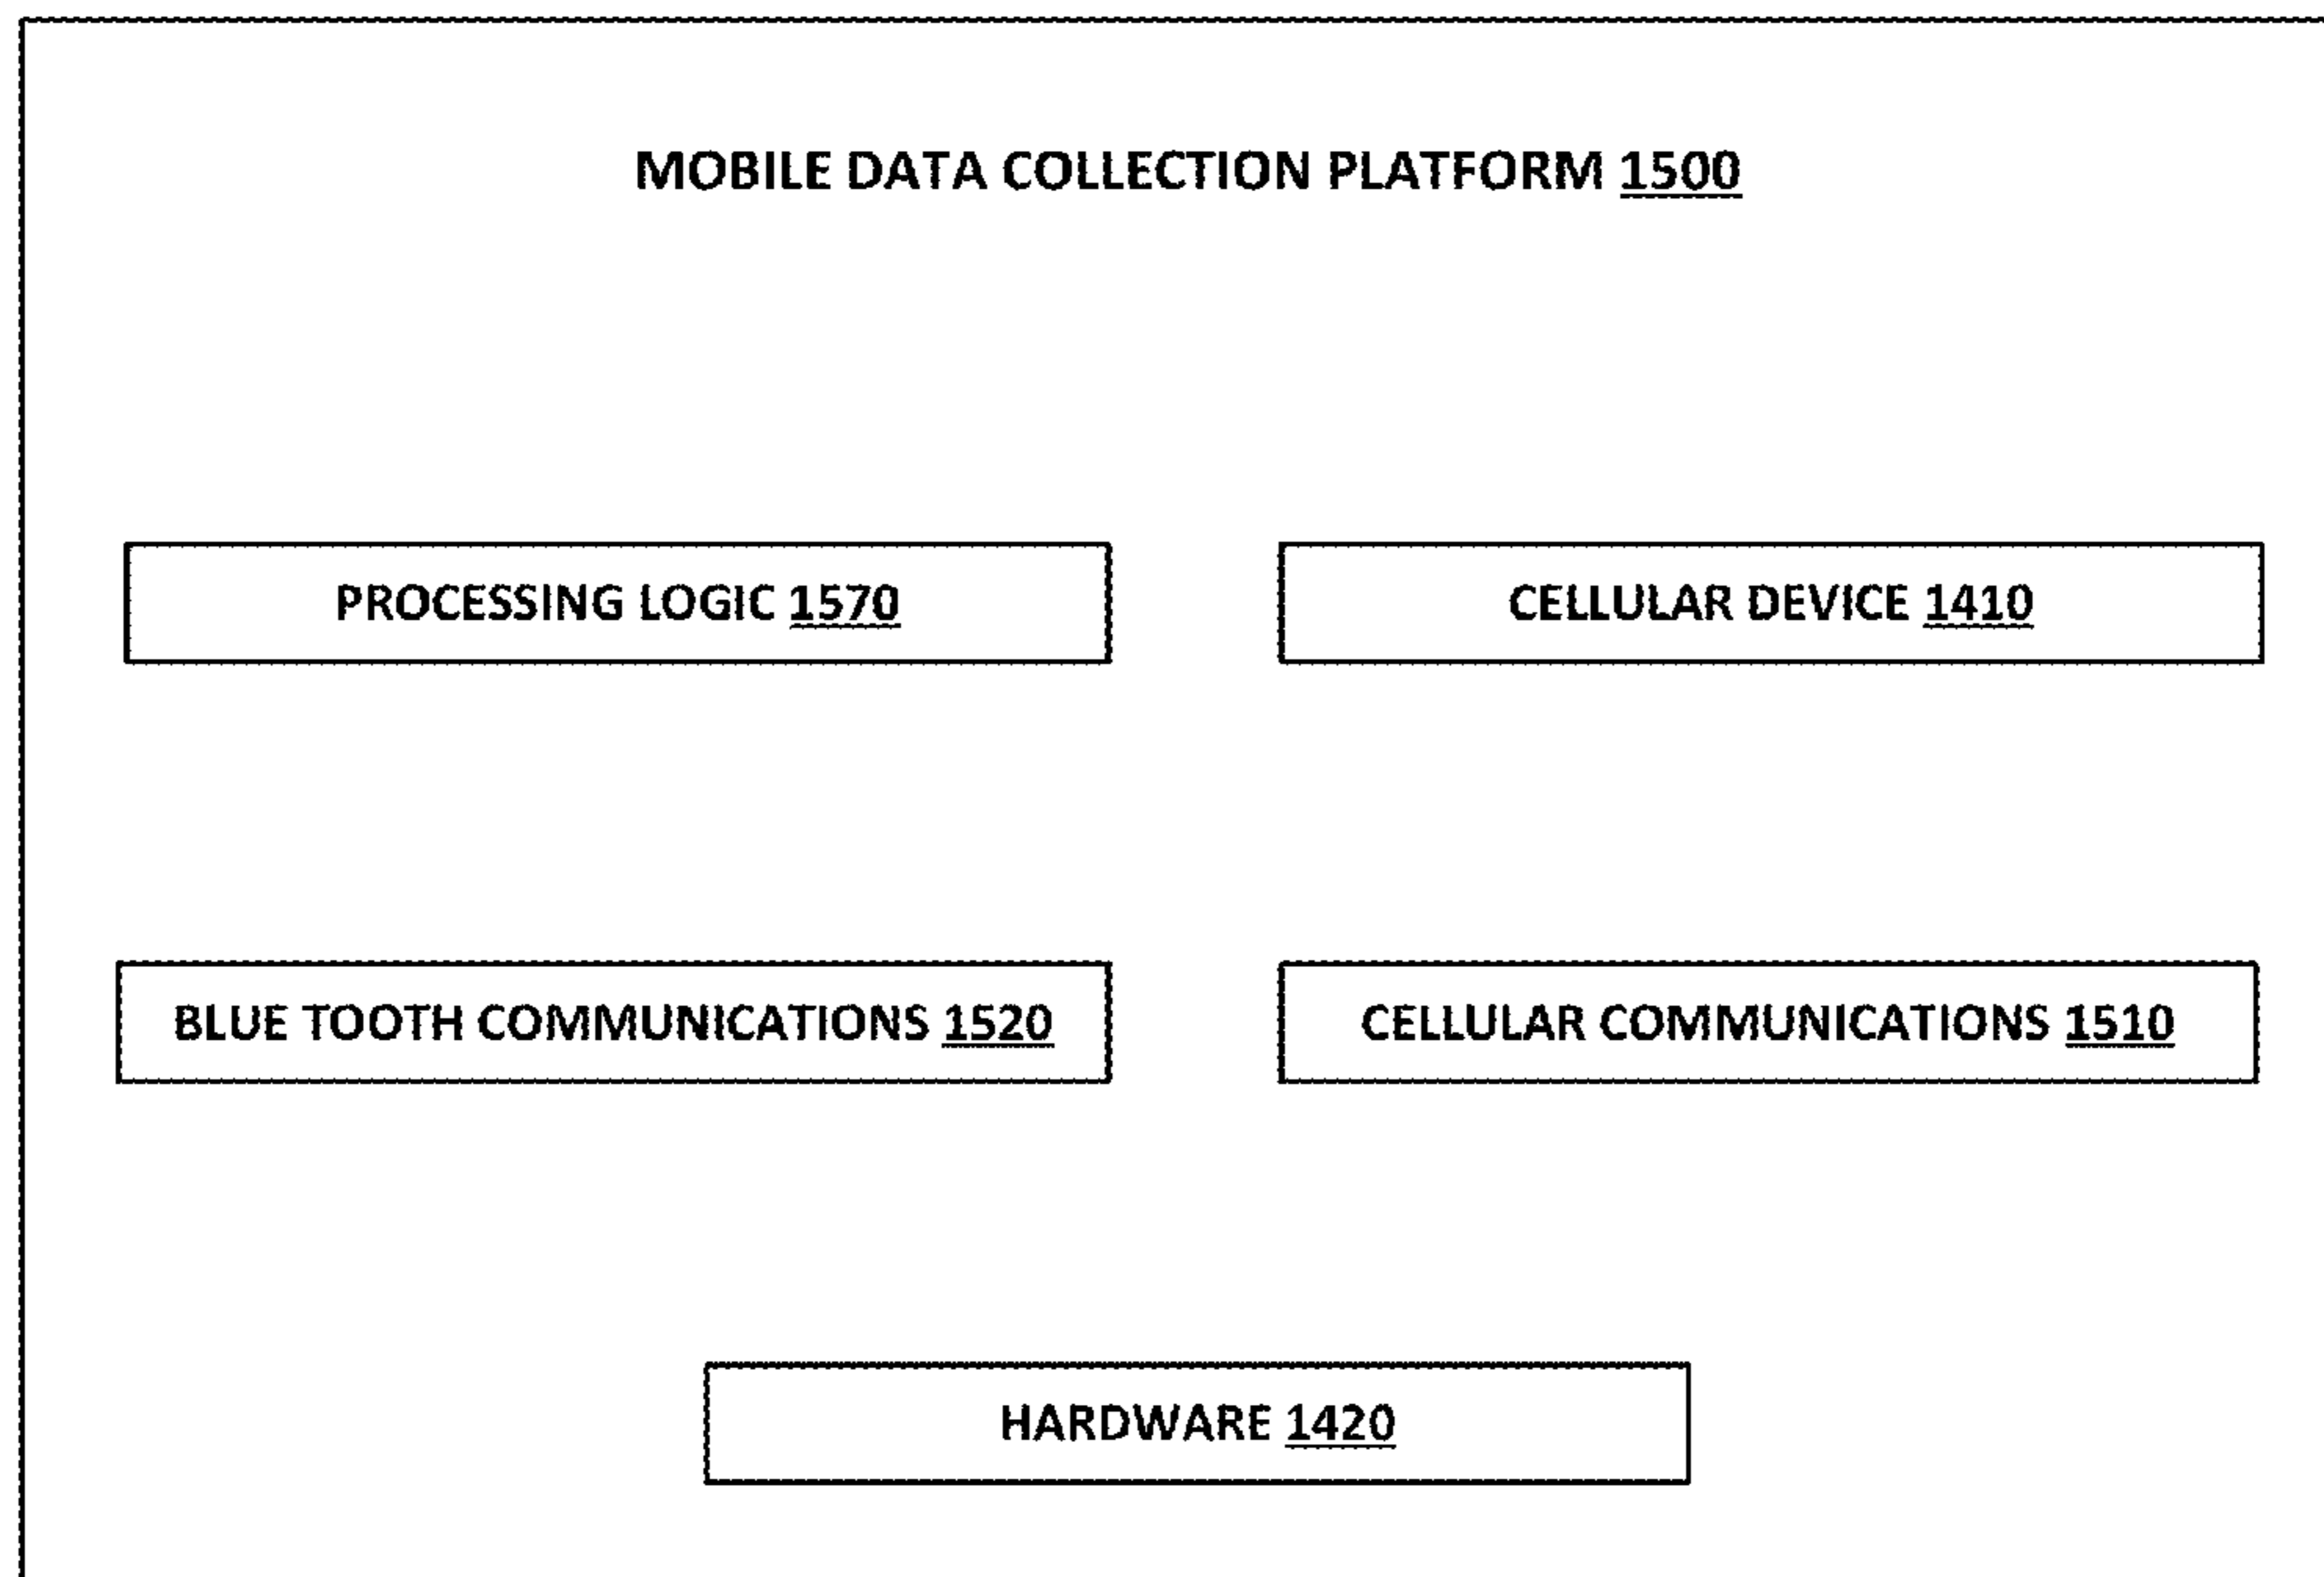 MOBILE DATA COLLECTION PLATFORM 1500
PROCESSING LOGIC 1570
CELLULAR DEVICE 1410
BLUE TOOTH COMMUNICATIONS 1520
CELLULAR COMMUNICATIONS 1510
HARDWARE 1420